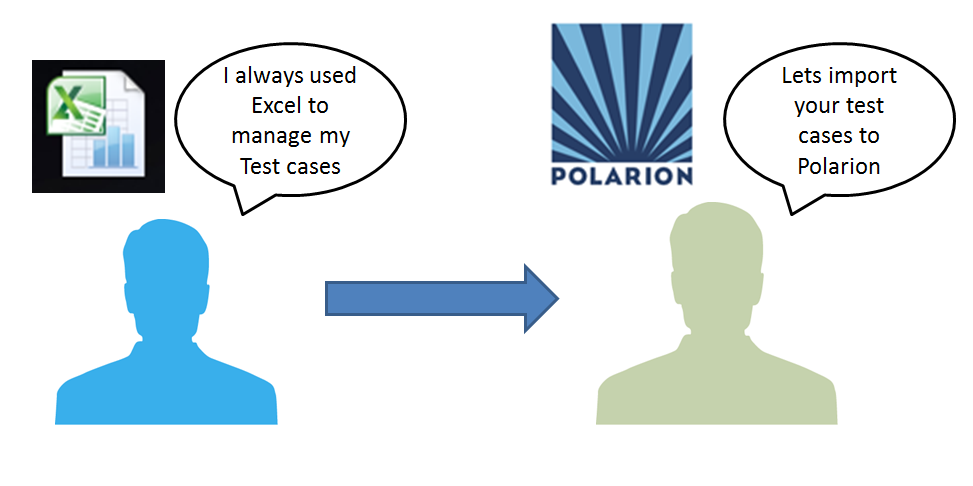 I always used
Excel to
manage my
Test cases
POLARION
Lets import
your test
cases to
Polarion